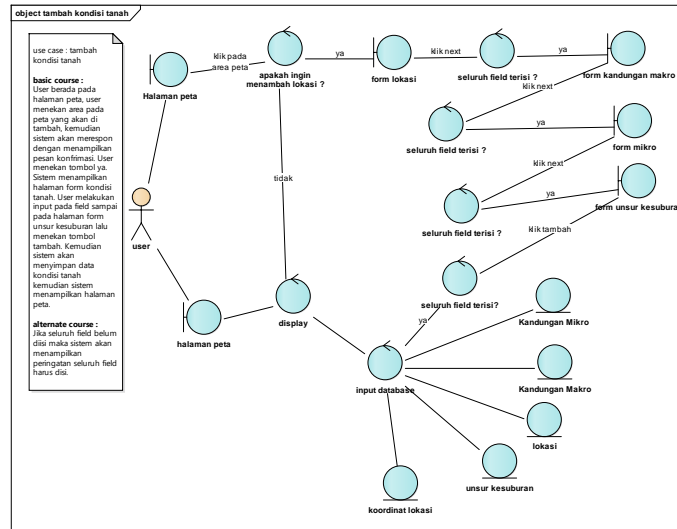 object tambah kondisi tanah
use case : tambah
kondisi tanah
basic course :
User berada pada
halaman peta, user
menekan area pada
peta yang akan di
tambah, kemudian
sistem akan merespon
dengan menampilkan
pesan konfrimasi. User
menekan tombol ya.
Sistem menampilkan
halaman form kondisi
tanah. User melakukan
input pada field sampai
pada halaman form
unsur kesuburan lalu
menekan tombol
tambah. Kemudian
sistem akan
menyimpan data
kondisi tanah
kemudian sistem
menampilkan halaman
peta.
alternate course :
Jika seluruh field belum
diisi maka sistem akan
menampilkan
peringatan seluruh field
harus disi.
user
Halaman peta
klik pada
area peta
apakah ingin
menambah lokasi ?
ya
form lokasi
klik next
seluruh field terisi ?
ya
form kandungan makro
klik next
seluruh field terisi ?
ya
form mikro
klik next
seluruh field terisi ?
ya
form unsur kesubura
klik tambah
seluruh field terisi?
ya
tidak
halaman peta
display
input database
Kandungan Mikro
Kandungan Makro
lokasi
unsur kesuburan
koordinat lokasi